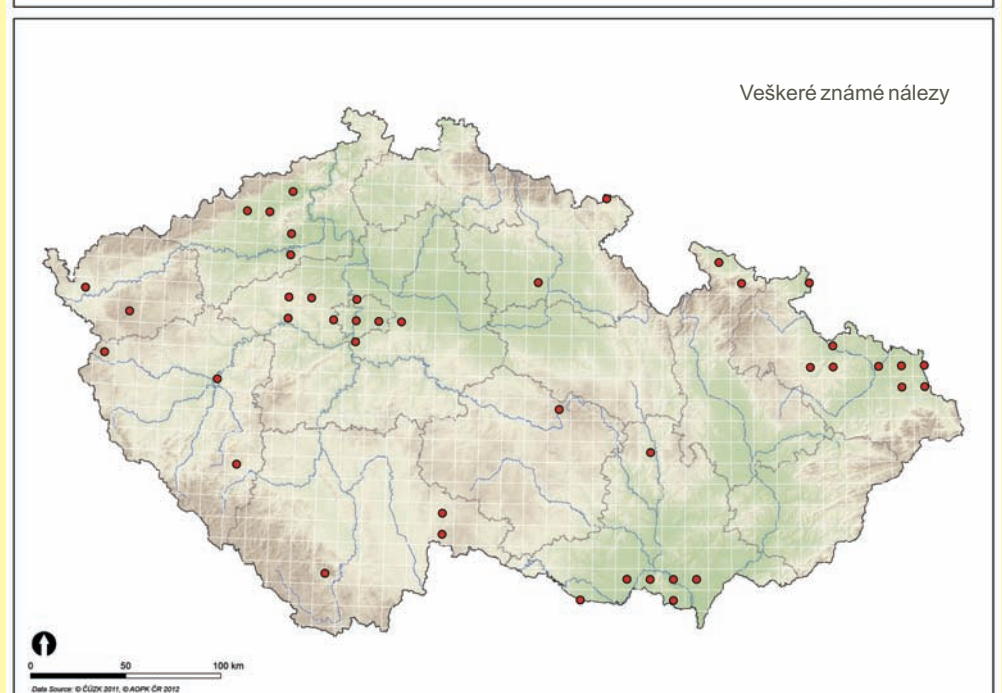 Veškeré známé nálezy
0 50 100 km
Data Source: © ČÚZK 2011, © AOPK ČR 2012